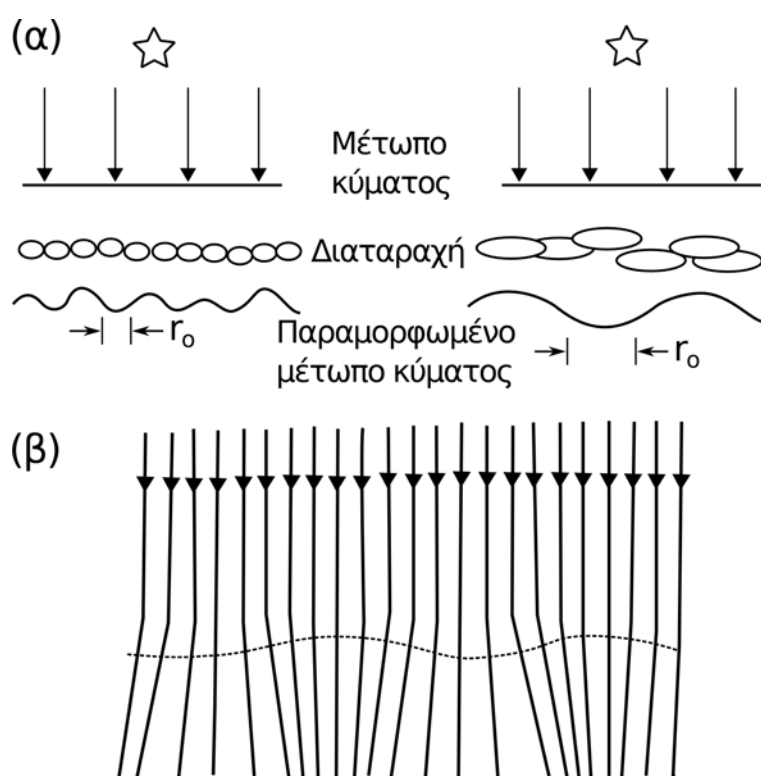 (α)
Μέτωπο
κύματος
Διαταραχή
r₀
Παραμορφωμένο
μέτωπο κύματος
r₀
(β)